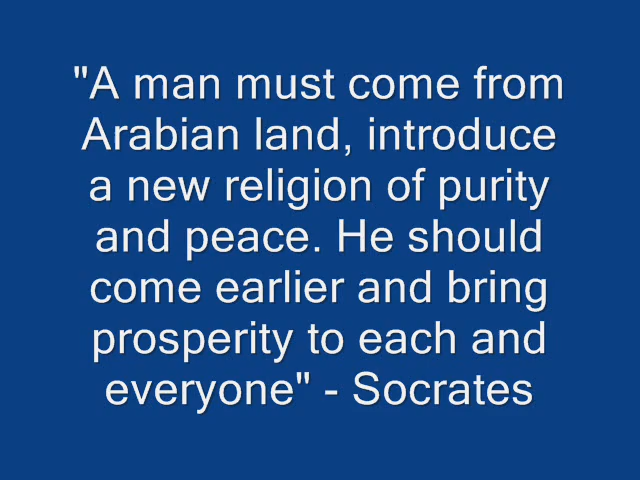 "A man must come from
Arabian land, introduce
a new religion of purity
and peace. He should
come earlier and bring
prosperity to each and
everyone" - Socrates